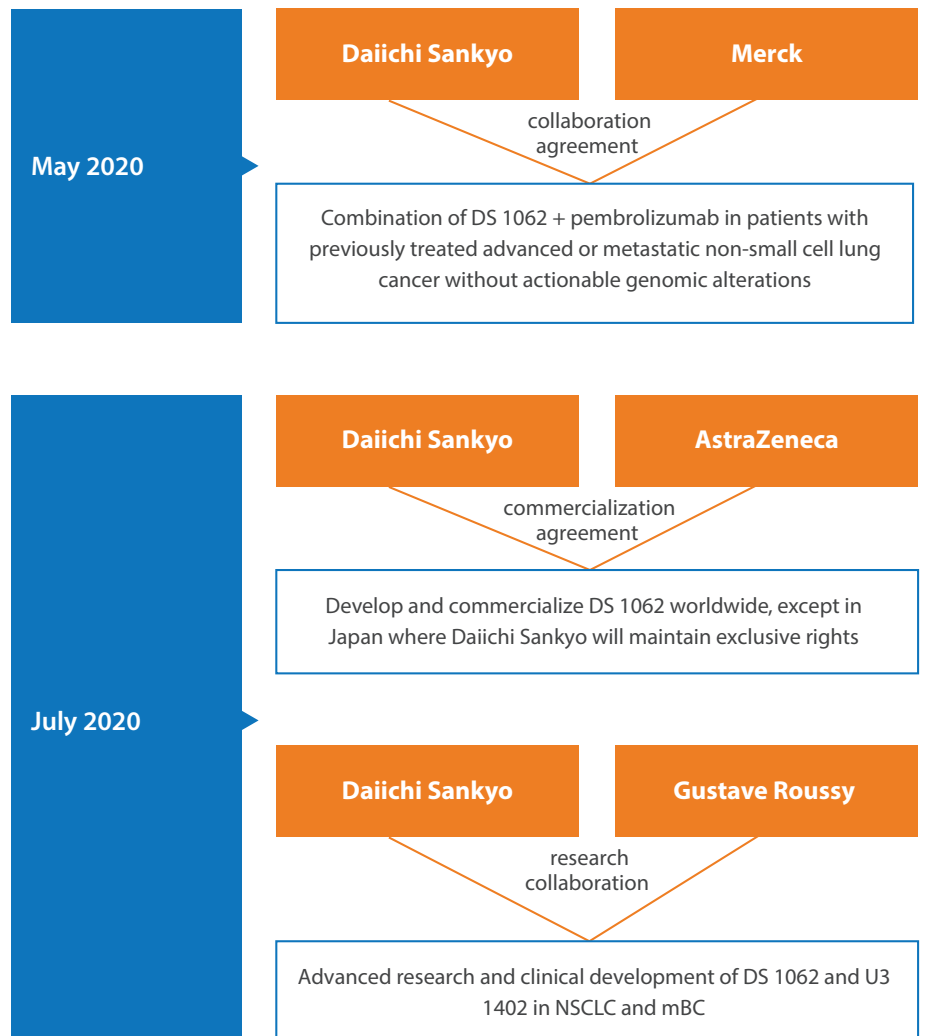 May 2020
Daiichi Sankyo
Merck
collaboration
agreement
Combination of DS 1062 + pembrolizumab in patients with
previously treated advanced or metastatic non-small cell lung
cancer without actionable genomic alterations
July 2020
Daiichi Sankyo
AstraZeneca
commercialization
agreement
Develop and commercialize DS 1062 worldwide, except in
Japan where Daiichi Sankyo will maintain exclusive rights
Daiichi Sankyo
Gustave Roussy
research
collaboration
Advanced research and clinical development of DS 1062 and U3
1402 in NSCLC and mBC